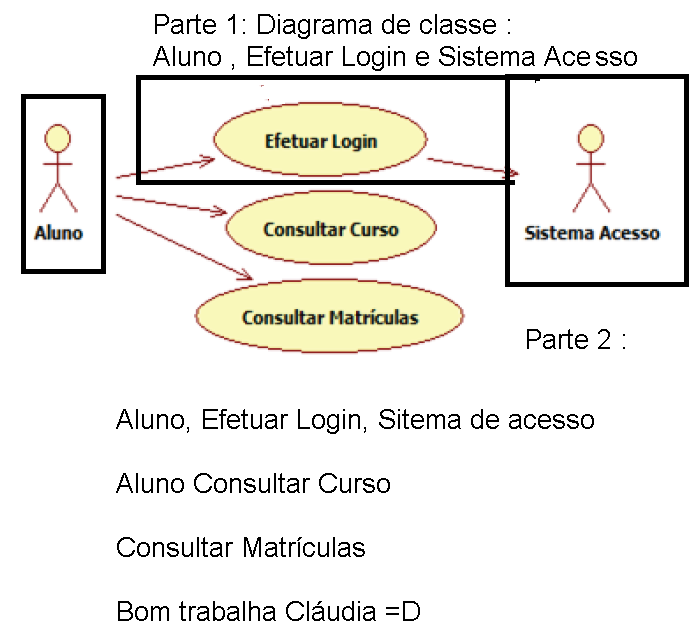 Parte 1: Diagrama de classe :
Aluno , Efetuar Login e Sistema Acesso
Efetuar Login
Aluno
Consultar Curso
Sistema Acesso
Consultar Matrículas
Parte 2 :
Aluno, Efetuar Login, Sitema de acesso
Aluno Consultar Curso
Consultar Matrículas
Bom trabalha Cláudia =D